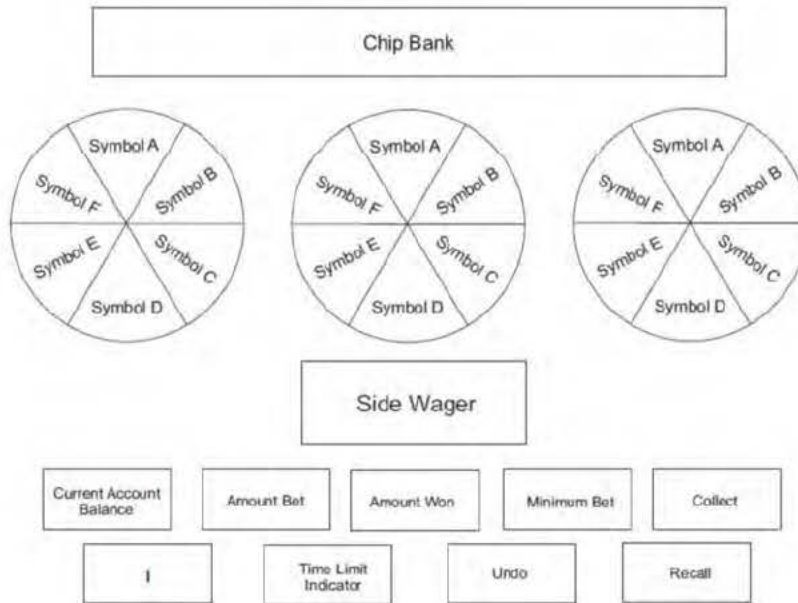 Chip Bank
Symbol A
Symbol B
Symbol C
Symbol D
Symbol E
Symbol F
Symbol A
Symbol B
Symbol C
Symbol D
Symbol E
Symbol F
Symbol A
Symbol B
Symbol C
Symbol D
Symbol E
Symbol F
Side Wager
Current Account
Balance
Amount Bet
Amount Won
Minimum Bet
Collect
I
Time Limit
Indicator
Undo
Recall